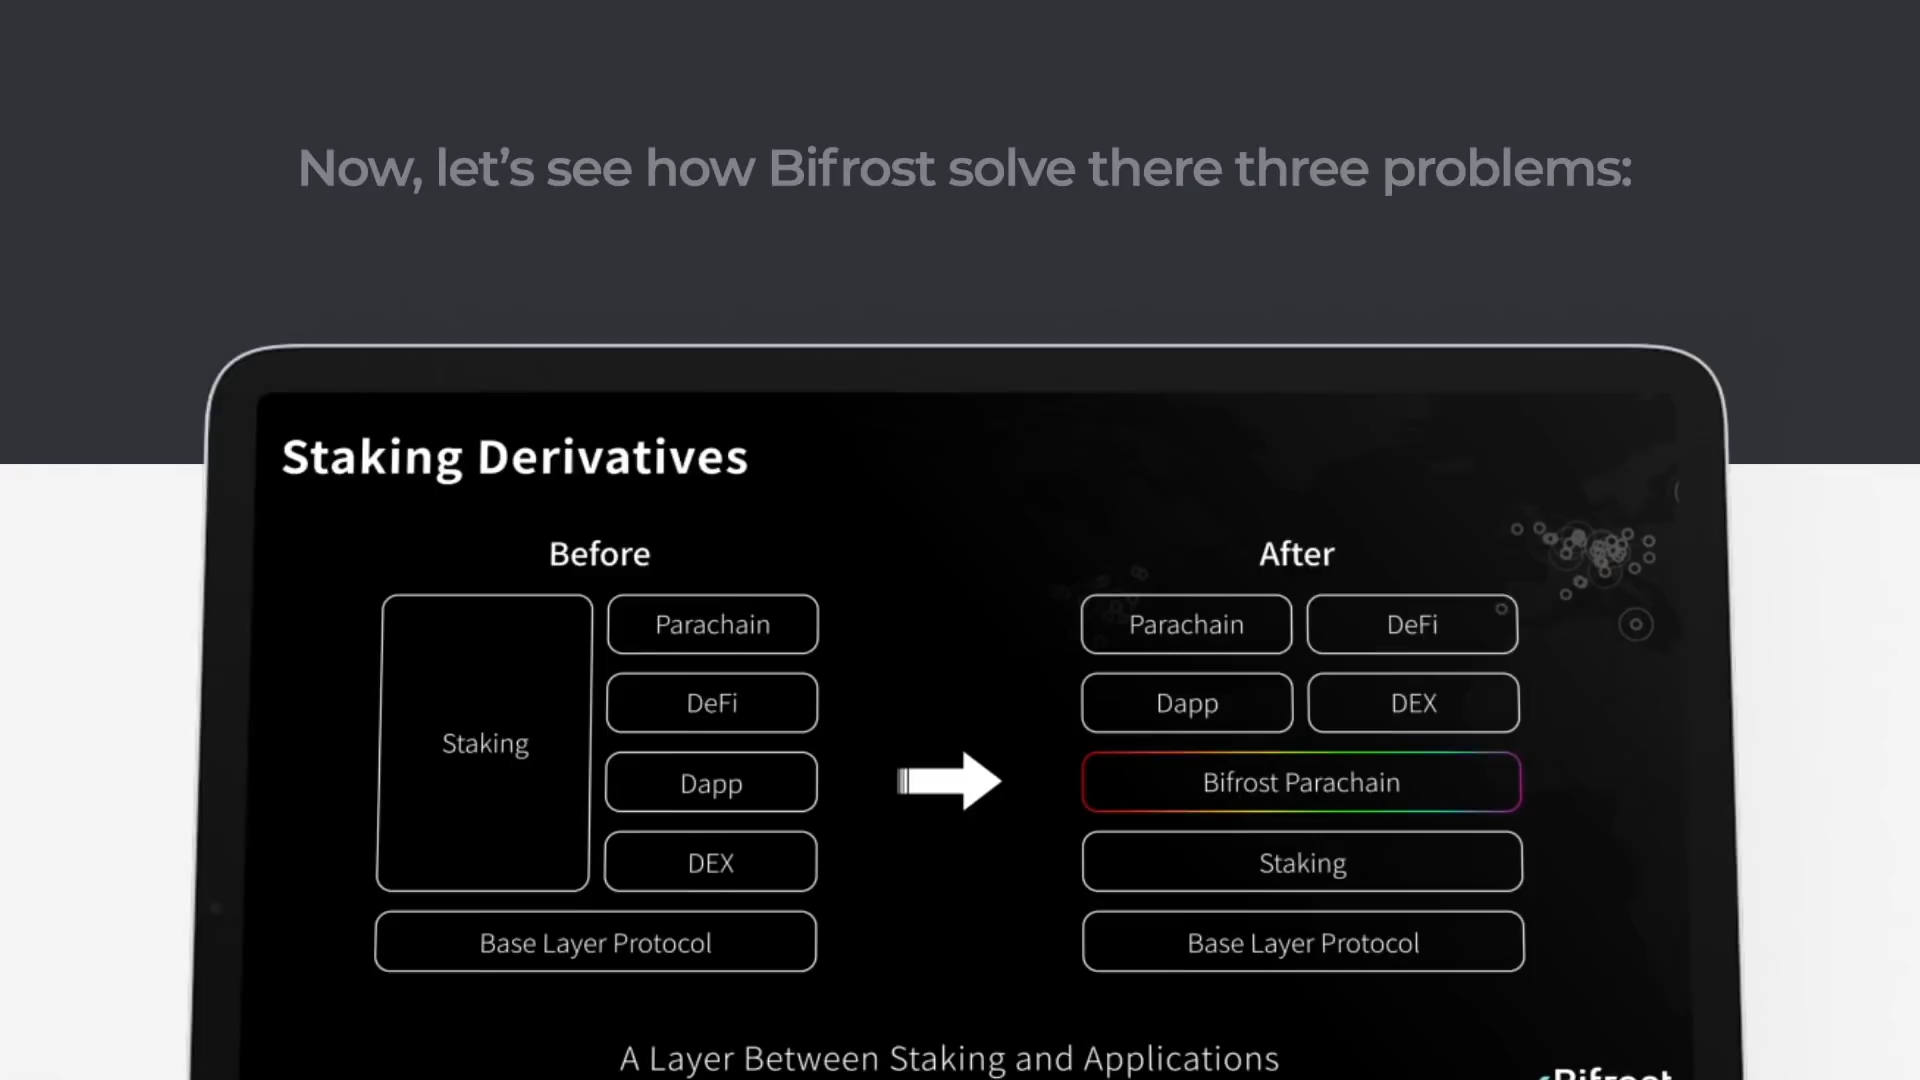 Now, let’s see how Bifrost solve there three problems:
Staking Derivatives
Before
After
Staking
Parachain
DeFi
Dapp
DEX
Base Layer Protocol
Parachain
DeFi
Dapp
DEX
Bifrost Parachain
Staking
Base Layer Protocol
A Layer Between Staking and Applications
Bifrost